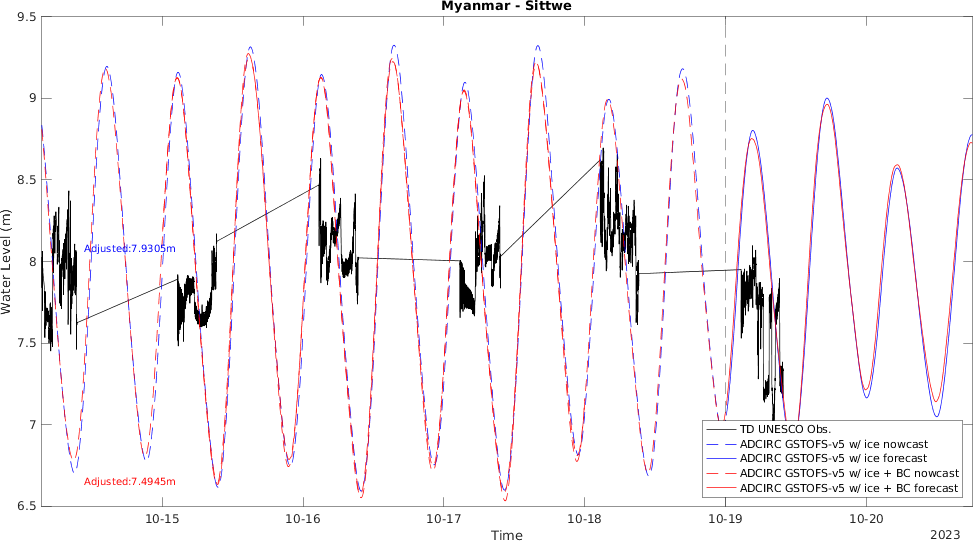 Myanmar - Sittwe
9.5
9
8.5
8
7.5
7
6.5
Water Level (m)
Adjusted:7.9305m
Adjusted:7.4945m
TD UNESCO Obs.
ADCIRC GSTOFS-v5 w/ ice nowcast
ADCIRC GSTOFS-v5 w/ ice forecast
ADCIRC GSTOFS-v5 w/ ice + BC nowcast
ADCIRC GSTOFS-v5 w/ ice + BC forecast
10-15 10-16 10-17 10-18 10-19 10-20
Time
2023